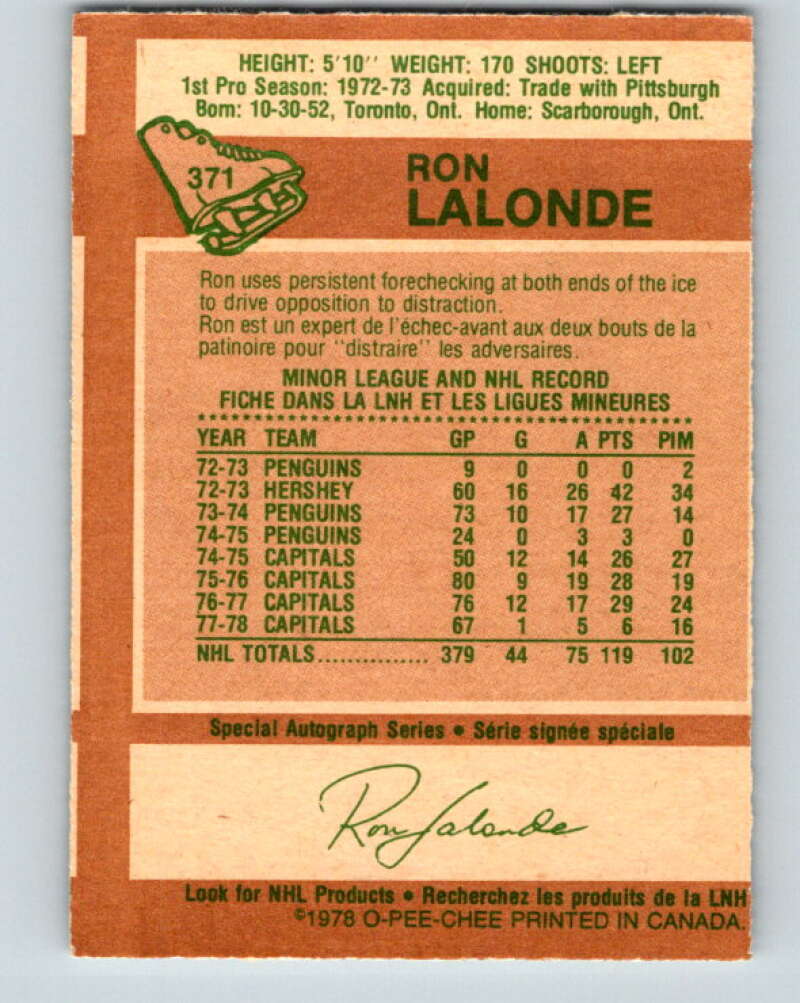 HEIGHT: 5'10'' WEIGHT: 170 SHOOTS: LEFT
1st Pro Season: 1972-73 Acquired: Trade with Pittsburgh
Born: 10-30-52, Toronto, Ont. Home: Scarborough, Ont.
371
RON
LALONDE
Ron uses persistent forechecking at both ends of the ice
to drive opposition to distraction.
Ron est un expert de l'échec-avant aux deux bouts de la
patinoire pour "distraire" les adversaires.
MINOR LEAGUE AND NHL RECORD
FICHE DANS LA LNH ET LES LIGUES MINEURES
YEAR TEAM GP G A PTS PIM
72-73 PENGUINS 9 0 0 0 2
72-73 HERSHEY 60 16 26 42 34
73-74 PENGUINS 73 10 17 27 14
74-75 PENGUINS 24 0 3 3 0
74-75 CAPITALS 50 12 14 26 27
75-76 CAPITALS 80 9 19 28 19
76-77 CAPITALS 76 12 17 29 24
77-78 CAPITALS 67 1 5 6 16
NHL TOTALS............... 379 44 75 119 102
Special Autograph Series • Série signée spéciale
Ron Lalonde
Look for NHL Products • Recherchez les produits de la LNH
©1978 O-PEE-CHEE PRINTED IN CANADA.